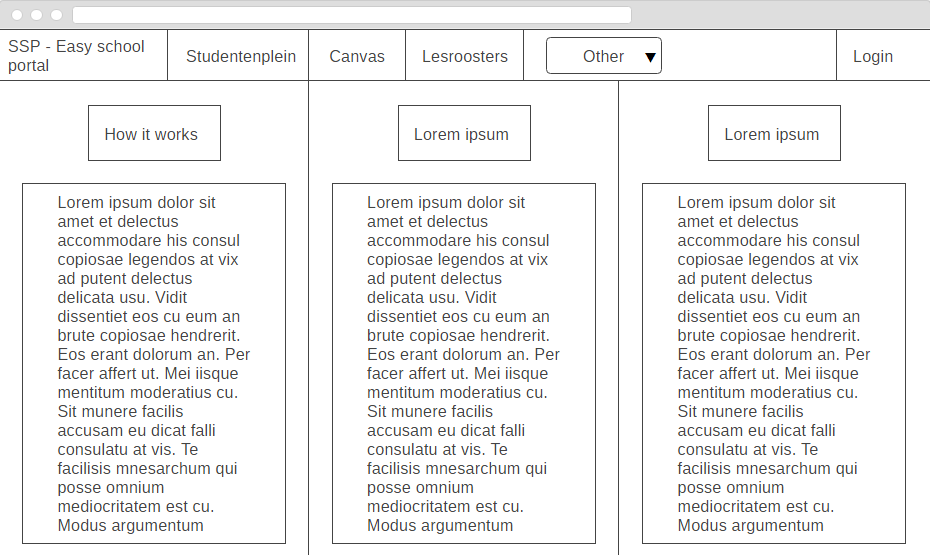 SSP - Easy school
portal
Studentenplein
Canvas
Lesroosters
Other
Login
How it works
Lorem ipsum dolor sit
amet et delectus
accommodare his consul
copiosae legendos at vix
ad putent delectus
delicata usu. Vidit
dissentiet eos cu eum an
brute copiosae hendrerit.
Eos erant dolorum an. Per
facer affert ut. Mei iisque
mentitum moderatius cu.
Sit munere facilis
accusam eu dicat falli
consulatu at vis. Te
facilisis mnesarchum qui
posse omnium
mediocritatem est cu.
Modus argumentum
Lorem ipsum
Lorem ipsum dolor sit
amet et delectus
accommodare his consul
copiosae legendos at vix
ad putent delectus
delicata usu. Vidit
dissentiet eos cu eum an
brute copiosae hendrerit.
Eos erant dolorum an. Per
facer affert ut. Mei iisque
mentitum moderatius cu.
Sit munere facilis
accusam eu dicat falli
consulatu at vis. Te
facilisis mnesarchum qui
posse omnium
mediocritatem est cu.
Modus argumentum
Lorem ipsum
Lorem ipsum dolor sit
amet et delectus
accommodare his consul
copiosae legendos at vix
ad putent delectus
delicata usu. Vidit
dissentiet eos cu eum an
brute copiosae hendrerit.
Eos erant dolorum an. Per
facer affert ut. Mei iisque
mentitum moderatius cu.
Sit munere facilis
accusam eu dicat falli
consulatu at vis. Te
facilisis mnesarchum qui
posse omnium
mediocritatem est cu.
Modus argumentum